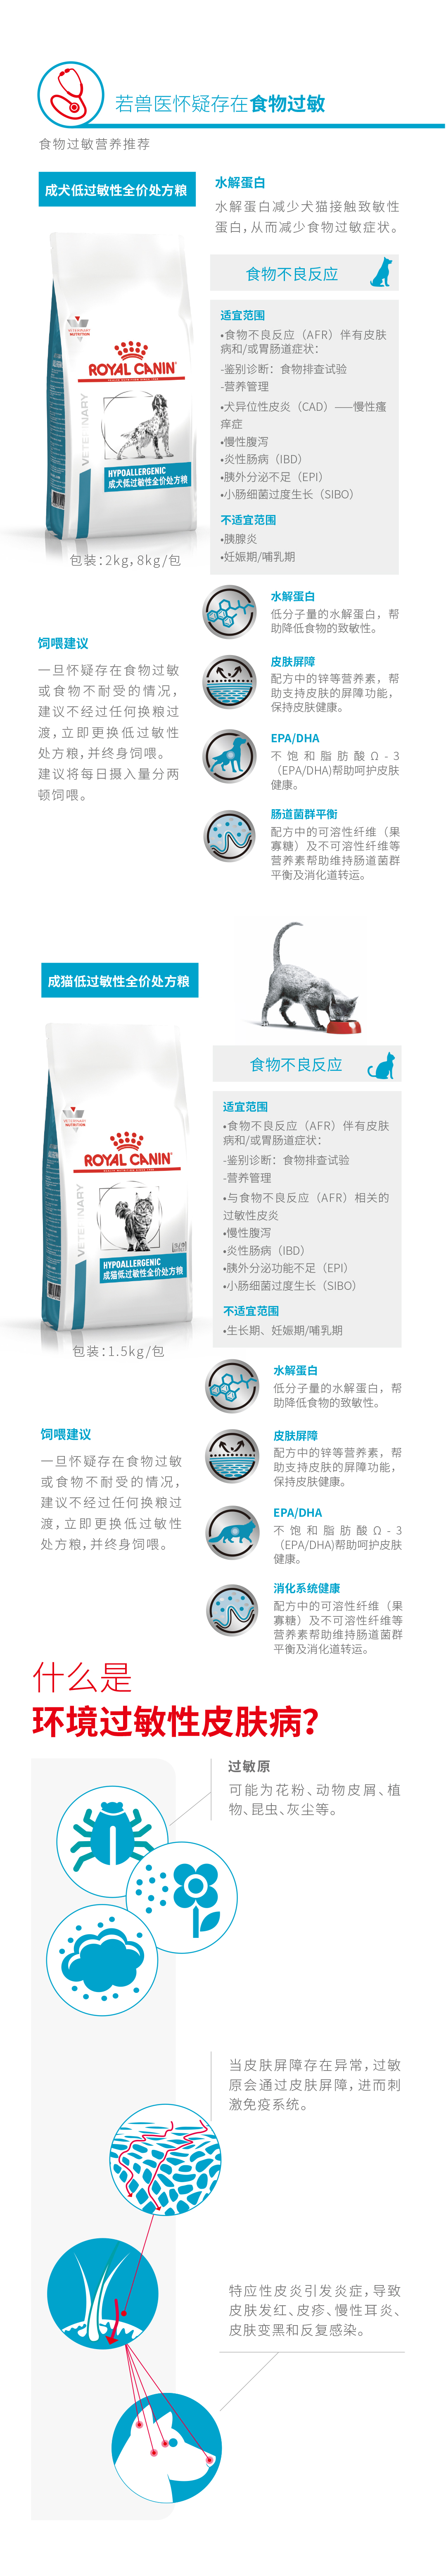 若兽医怀疑存在食物过敏
食物过敏营养推荐
成犬低过敏性全价处方粮
水解蛋白
水解蛋白减少犬猫接触致敏性
蛋白,从而减少食物过敏症状。
VETERINARY
NUTRITION
ROYAL CANIN
VETERINARY
HYPOALLERGENIC
成犬低过敏性全价处方粮
包装:2kg,8kg/包
食物不良反应
适宜范围
•食物不良反应（AFR）伴有皮肤
病和/或胃肠道症状：
-鉴别诊断：食物排查试验
-营养管理
•犬异位性皮炎（CAD）——慢性瘙
痒症
•慢性腹泻
•炎性肠病（IBD）
•胰外分泌不足（EPI）
•小肠细菌过度生长（SIBO）
不适宜范围
•胰腺炎
•妊娠期/哺乳期
饲喂建议
一旦怀疑存在食物过敏
或食物不耐受的情况,
建议不经过任何换粮过
渡,立即更换低过敏性
处方粮,并终身饲喂。
建议将每日摄入量分两
顿饲喂。
水解蛋白
低分子量的水解蛋白，帮
助降低食物的致敏性。
皮肤屏障
配方中的锌等营养素，帮
助支持皮肤的屏障功能，
保持皮肤健康。
EPA/DHA
不饱和脂肪酸Ω-3
（EPA/DHA)帮助呵护皮肤
健康。
肠道菌群平衡
配方中的可溶性纤维（果
寡糖）及不可溶性纤维等
营养素帮助维持肠道菌群
平衡及消化道转运。
成猫低过敏性全价处方粮
VETERINARY
NUTRITION
ROYAL CANIN
VETERINARY
HYPOALLERGENIC
成猫低过敏性全价处方粮
包装:1.5kg/包
食物不良反应
适宜范围
•食物不良反应（AFR）伴有皮肤
病和/或胃肠道症状：
-鉴别诊断：食物排查试验
-营养管理
•与食物不良反应（AFR）相关的
过敏性皮炎
•慢性腹泻
•炎性肠病（IBD）
•胰外分泌功能不足（EPI）
•小肠细菌过度生长（SIBO）
不适宜范围
•生长期、妊娠期/哺乳期
饲喂建议
一旦怀疑存在食物过敏
或食物不耐受的情况,
建议不经过任何换粮过
渡,立即更换低过敏性
处方粮,并终身饲喂。
水解蛋白
低分子量的水解蛋白，帮
助降低食物的致敏性。
皮肤屏障
配方中的锌等营养素，帮
助支持皮肤的屏障功能，
保持皮肤健康。
EPA/DHA
不饱和脂肪酸Ω-3
（EPA/DHA)帮助呵护皮肤
健康。
消化系统健康
配方中的可溶性纤维（果
寡糖）及不可溶性纤维等
营养素帮助维持肠道菌群
平衡及消化道转运。
什么是
环境过敏性皮肤病?
过敏原
可能为花粉、动物皮屑、植
物、昆虫、灰尘等。
当皮肤屏障存在异常,过敏
原会通过皮肤屏障,进而刺
激免疫系统。
特应性皮炎引发炎症,导致
皮肤发红、皮疹、慢性耳炎、
皮肤变黑和反复感染。